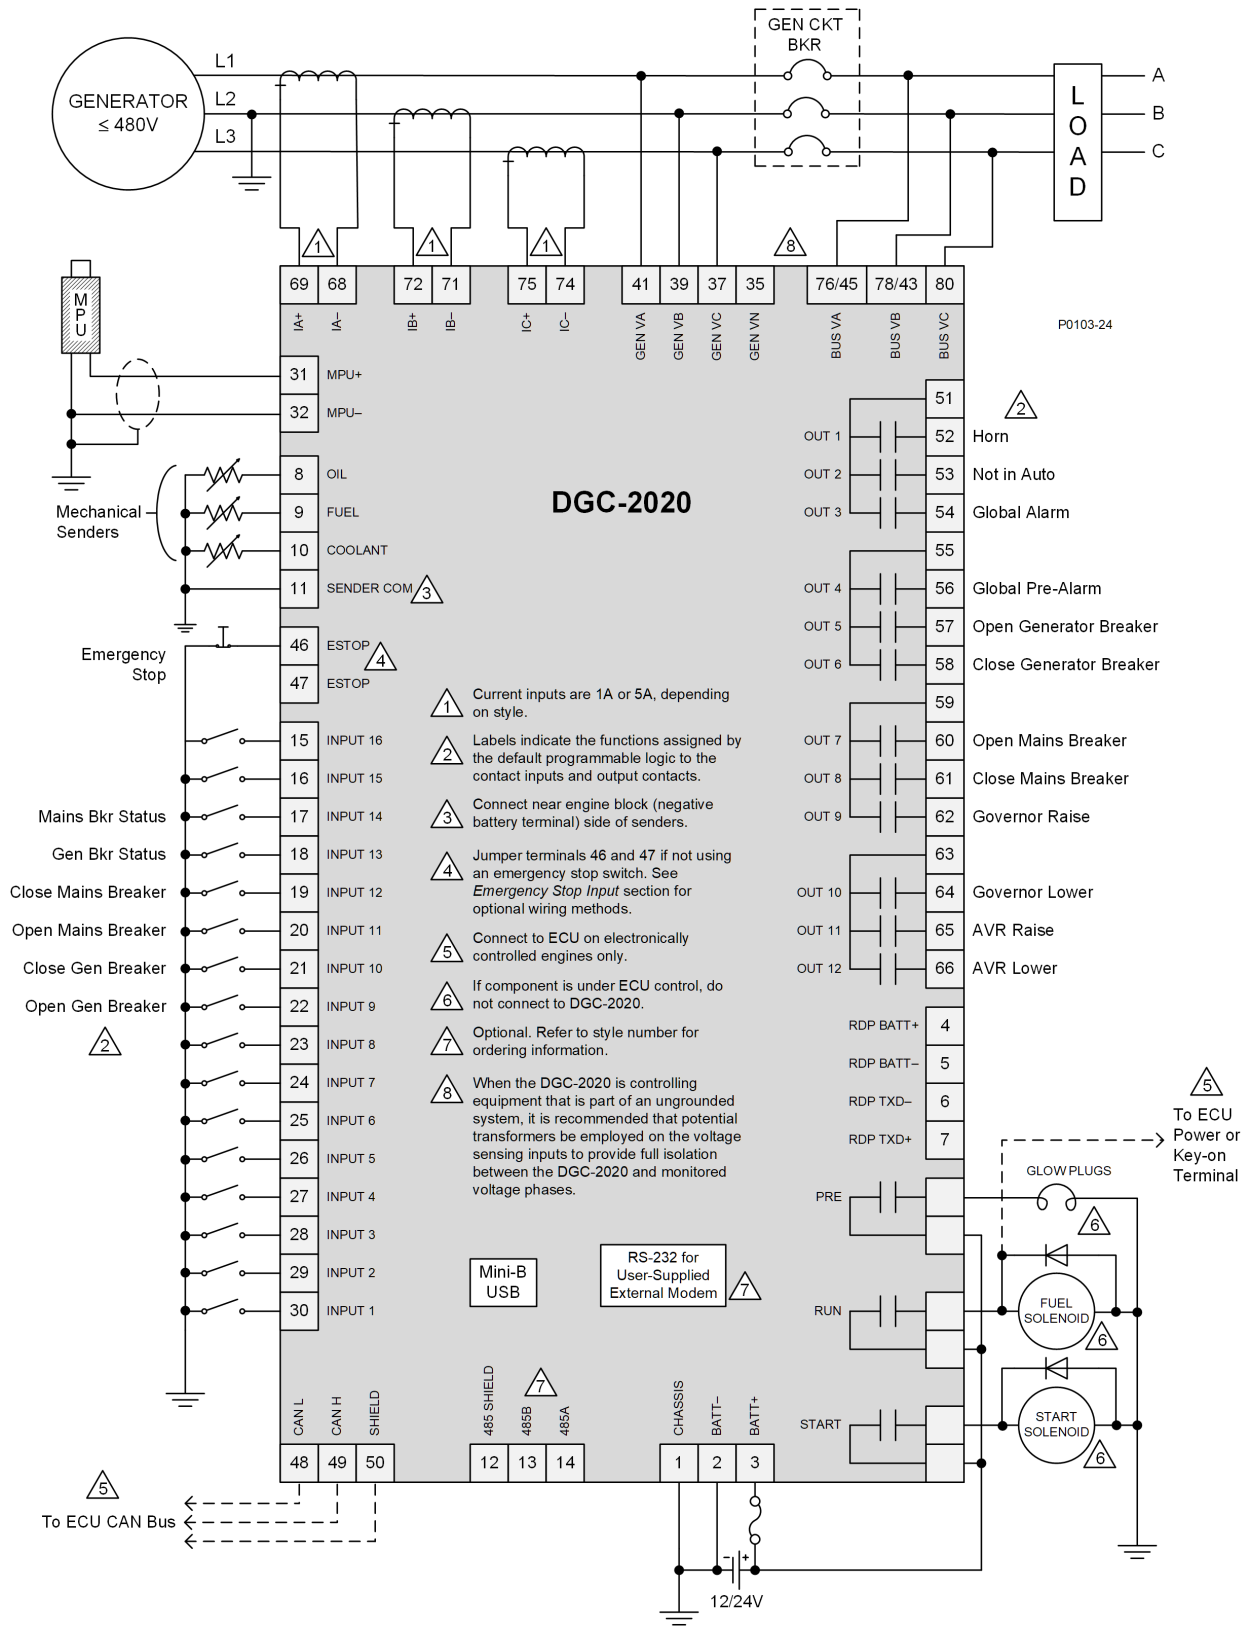 GEN CKT
BKR
GENERATOR
≤ 480V
L1
L2
L3
LOAD
A
B
C
1
1
1
8
69
68
72
71
75
74
41
39
37
35
76/45
78/43
80
IA+
IA–
IB+
IB–
IC+
IC–
GEN VA
GEN VB
GEN VC
GEN VN
BUS VA
BUS VB
BUS VC
P0103-24
MPU
31 MPU+
32 MPU–
8 OIL
9 FUEL
10 COOLANT
11 SENDER COM
3
Mechanical
Senders
46 ESTOP
47 ESTOP
4
Emergency
Stop
15 INPUT 16
16 INPUT 15
Mains Bkr Status 17 INPUT 14
Gen Bkr Status 18 INPUT 13
Close Mains Breaker 19 INPUT 12
Open Mains Breaker 20 INPUT 11
Close Gen Breaker 21 INPUT 10
Open Gen Breaker 22 INPUT 9
2
23 INPUT 8
24 INPUT 7
25 INPUT 6
26 INPUT 5
27 INPUT 4
28 INPUT 3
29 INPUT 2
30 INPUT 1
DGC-2020
1 Current inputs are 1A or 5A, depending
on style.
2 Labels indicate the functions assigned by
the default programmable logic to the
contact inputs and output contacts.
3 Connect near engine block (negative
battery terminal) side of senders.
4 Jumper terminals 46 and 47 if not using
an emergency stop switch. See
Emergency Stop Input section for
optional wiring methods.
5 Connect to ECU on electronically
controlled engines only.
6 If component is under ECU control, do
not connect to DGC-2020.
7 Optional. Refer to style number for
ordering information.
8 When the DGC-2020 is controlling
equipment that is part of an ungrounded
system, it is recommended that potential
transformers be employed on the voltage
sensing inputs to provide full isolation
between the DGC-2020 and monitored
voltage phases.
Mini-B
USB
RS-232 for
User-Supplied
External Modem
7
51
2
OUT 1 52 Horn
OUT 2 53 Not in Auto
OUT 3 54 Global Alarm
55
OUT 4 56 Global Pre-Alarm
OUT 5 57 Open Generator Breaker
OUT 6 58 Close Generator Breaker
59
OUT 7 60 Open Mains Breaker
OUT 8 61 Close Mains Breaker
OUT 9 62 Governor Raise
63
OUT 10 64 Governor Lower
OUT 11 65 AVR Raise
OUT 12 66 AVR Lower
RDP BATT+ 4
RDP BATT– 5
RDP TXD– 6
RDP TXD+ 7
5
To ECU
Power or
Key-on
Terminal
PRE
GLOW PLUGS
6
RUN
FUEL
SOLENOID
6
START
START
SOLENOID
6
CAN L
CAN H
SHIELD
485 SHIELD
485B
485A
7
CHASSIS
BATT–
BATT+
48
49
50
12
13
14
1
2
3
5
To ECU CAN Bus
- +
12/24V